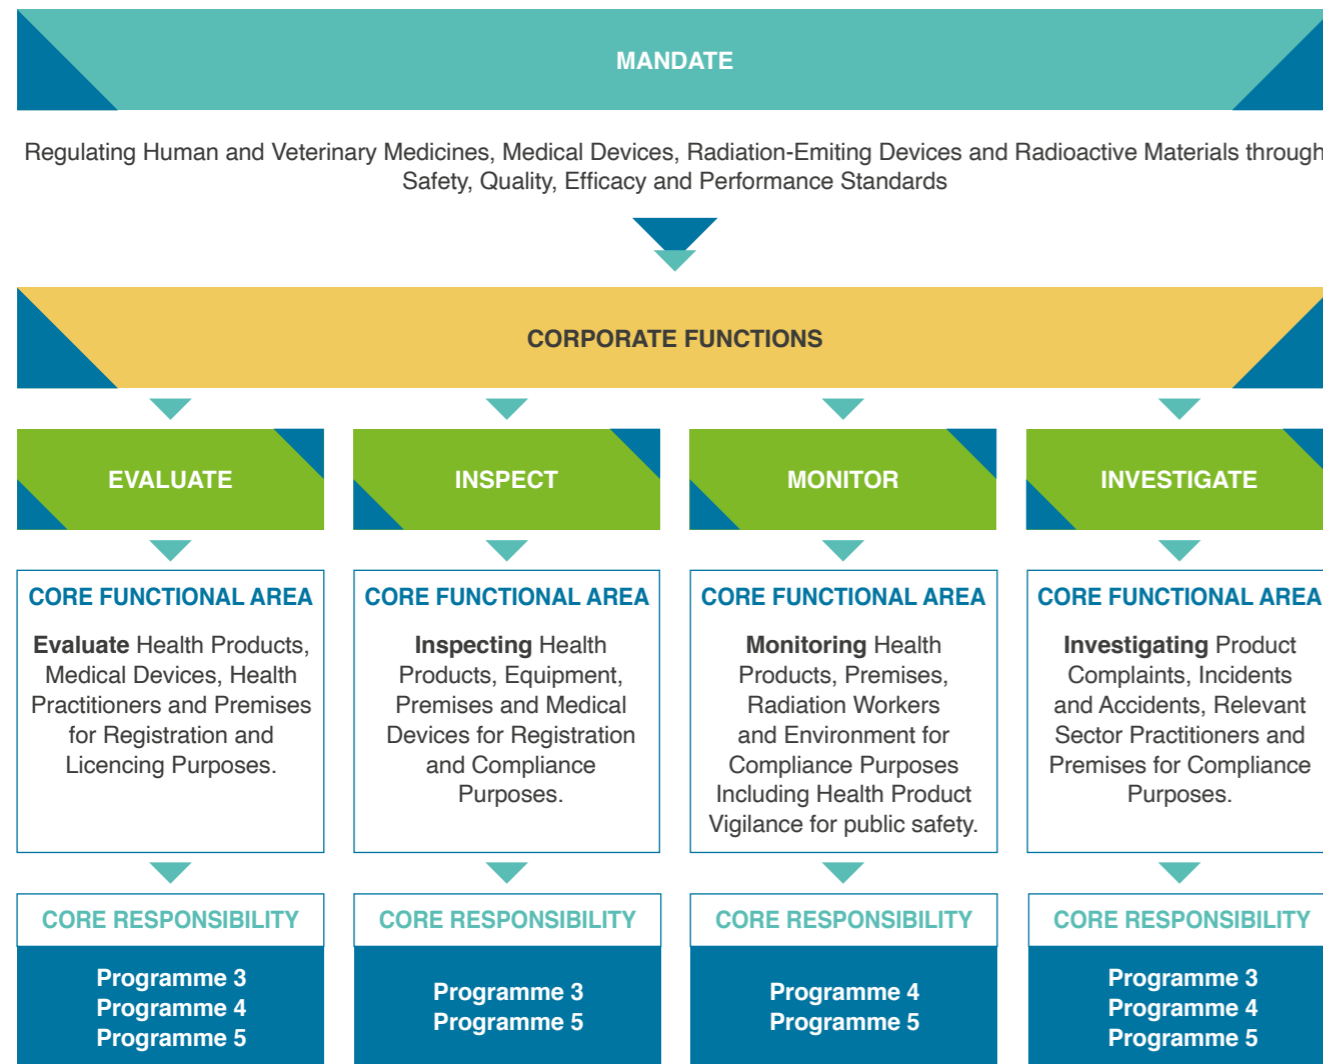 MANDATE
Regulating Human and Veterinary Medicines, Medical Devices, Radiation-Emiting Devices and Radioactive Materials through
Safety, Quality, Efficacy and Performance Standards
CORPORATE FUNCTIONS
EVALUATE
CORE FUNCTIONAL AREA
Evaluate Health Products,
Medical Devices, Health
Practitioners and Premises
for Registration and
Licencing Purposes.
CORE RESPONSIBILITY
Programme 3
Programme 4
Programme 5
INSPECT
CORE FUNCTIONAL AREA
Inspecting Health
Products, Equipment,
Premises and Medical
Devices for Registration
and Compliance
Purposes.
CORE RESPONSIBILITY
Programme 3
Programme 5
MONITOR
CORE FUNCTIONAL AREA
Monitoring Health
Products, Premises,
Radiation Workers
and Environment for
Compliance Purposes
Including Health Product
Vigilance for public safety.
CORE RESPONSIBILITY
Programme 4
Programme 5
INVESTIGATE
CORE FUNCTIONAL AREA
Investigating Product
Complaints, Incidents
and Accidents, Relevant
Sector Practitioners and
Premises for Compliance
Purposes.
CORE RESPONSIBILITY
Programme 3
Programme 4
Programme 5